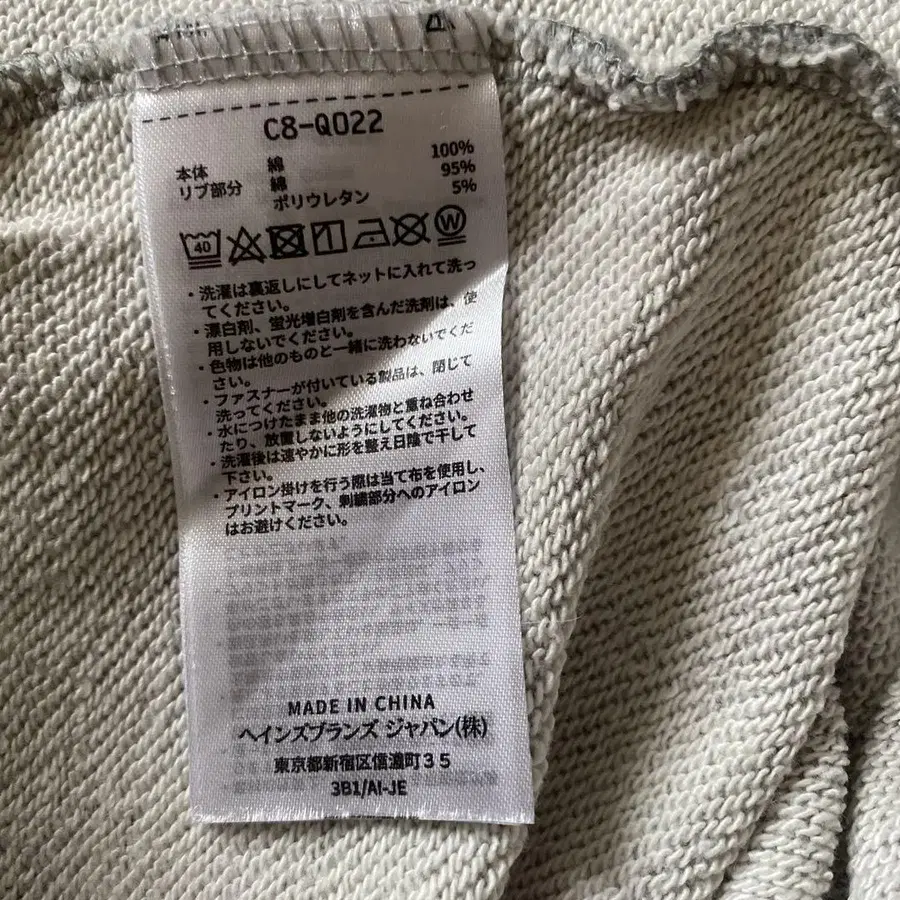 C8-Q022
本体 綿 100%
リブ部分 綿 95%
ポリウレタン 5%
40 W
・洗濯は裏返しにしてネットに入れて洗っ
てください。
・漂白剤、蛍光増白剤を含んだ洗剤は、使
用しないでください。
・色物は他のものと一緒に洗わないでくだ
さい。
・ファスナーが付いている製品は、閉じて
洗ってください。
・水につけたまま他の洗濯物と重ね合わせ
たり、放置しないようにしてください。
・洗濯後は速やかに形を整え日陰で干して
下さい。
・アイロン掛けを行う際は当て布を使用し、
プリントマーク、刺繍部分へのアイロン
はお避けください。
MADE IN CHINA
ヘインズブランズ ジャパン(株)
東京都新宿区信濃町35
3B1/AI-JE